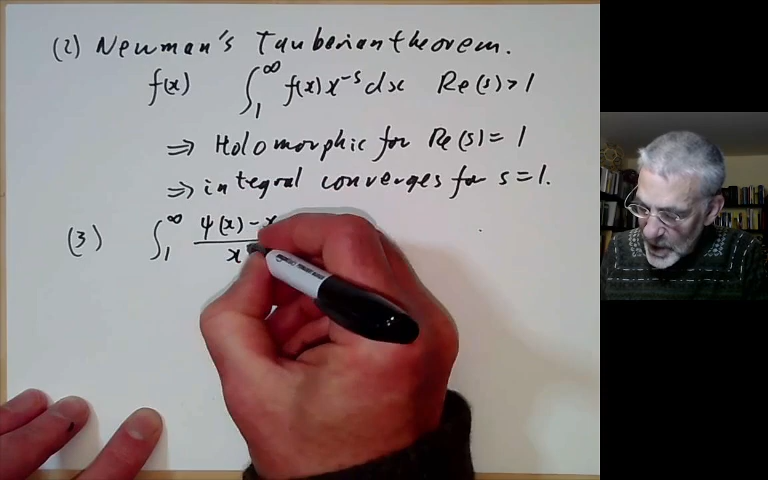 (2) Newman's Tauberian theorem.
f(x) ∫₁^∞ f(x) x^{-s} dx Re(s) > 1
⇒ Holomorphic for Re(s) = 1
⇒ integral converges for s = 1.
(3) ∫₁^∞ ψ(x) - x / x